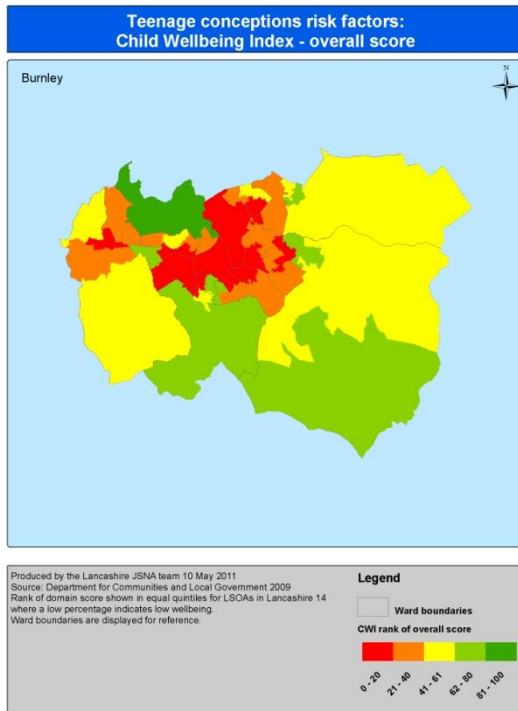 Teenage conceptions risk factors:
Child Wellbeing Index - overall score
Burnley
N
Produced by the Lancashire JSNA team 10 May 2011
Source: Department for Communities and Local Government 2009
Rank of domain score shown in equal quintiles for LSOAs in Lancashire 14
where a low percentage indicates low wellbeing.
Ward boundaries are displayed for reference.
Legend
Ward boundaries
CWI rank of overall score
0 - 20
21 - 40
41 - 61
62 - 80
81 - 100